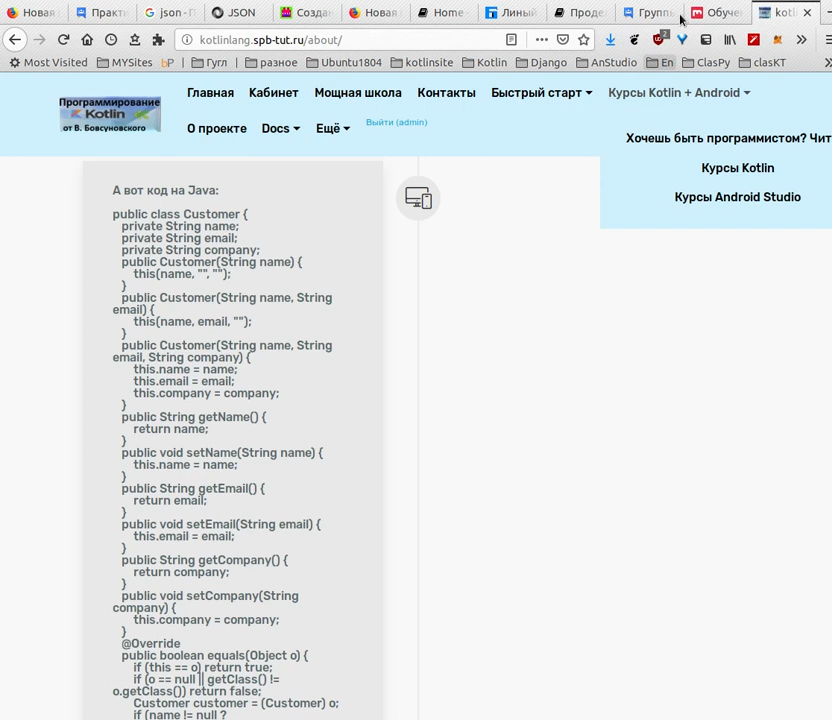 Новая
Практи
json - П
JSON
Создан
Новая в
Home
Линый
Проде
Группы
Обуче
kotli
kotlinlang.spb-tut.ru/about/
2
Most Visited MYSites bP Гугл разное Ubuntu1804 kotlinsite Kotlin Django AnStudio En ClasPy clasKT
Программирование
Kotlin
от В. Бовсуновского
Главная Кабинет Мощная школа Контакты Быстрый старт Курсы Kotlin + Android
О проекте Docs Ещё Выйти (admin)
Хочешь быть программистом? Чит
Курсы Kotlin
Курсы Android Studio
А вот код на Java:
public class Customer {
private String name;
private String email;
private String company;
public Customer(String name) {
this(name, "", "");
}
public Customer(String name, String
email) {
this(name, email, "");
}
public Customer(String name, String
email, String company) {
this.name = name;
this.email = email;
this.company = company;
}
public String getName() {
return name;
}
public void setName(String name) {
this.name = name;
}
public String getEmail() {
return email;
}
public void setEmail(String email) {
this.email = email;
}
public String getCompany() {
return company;
}
public void setCompany(String
company) {
this.company = company;
}
@Override
public boolean equals(Object o) {
if (this == o) return true;
if (o == null || getClass() !=
o.getClass()) return false;
Customer customer = (Customer) o;
if (name != null ?